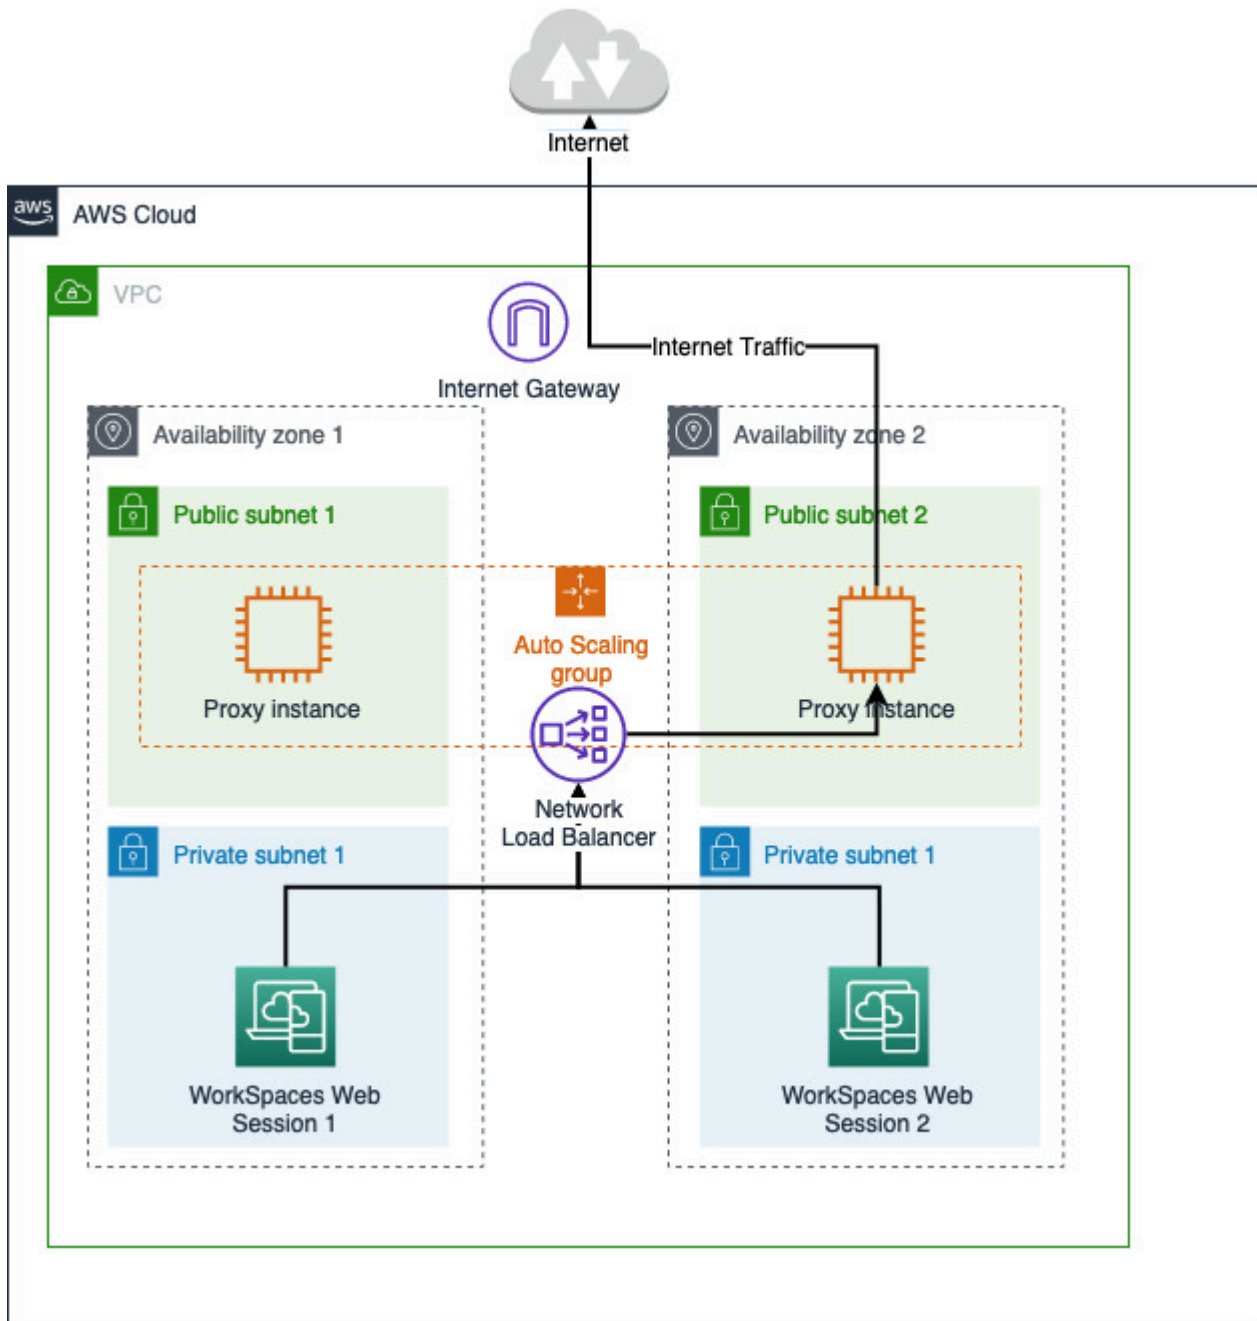 Internet
aws
AWS Cloud
VPC
Internet Traffic
Internet Gateway
Availability zone 1
Availability zone 2
Public subnet 1
Public subnet 2
Auto Scaling
group
Proxy instance
Proxy instance
Network
Load Balancer
Private subnet 1
Private subnet 1
WorkSpaces Web
Session 1
WorkSpaces Web
Session 2